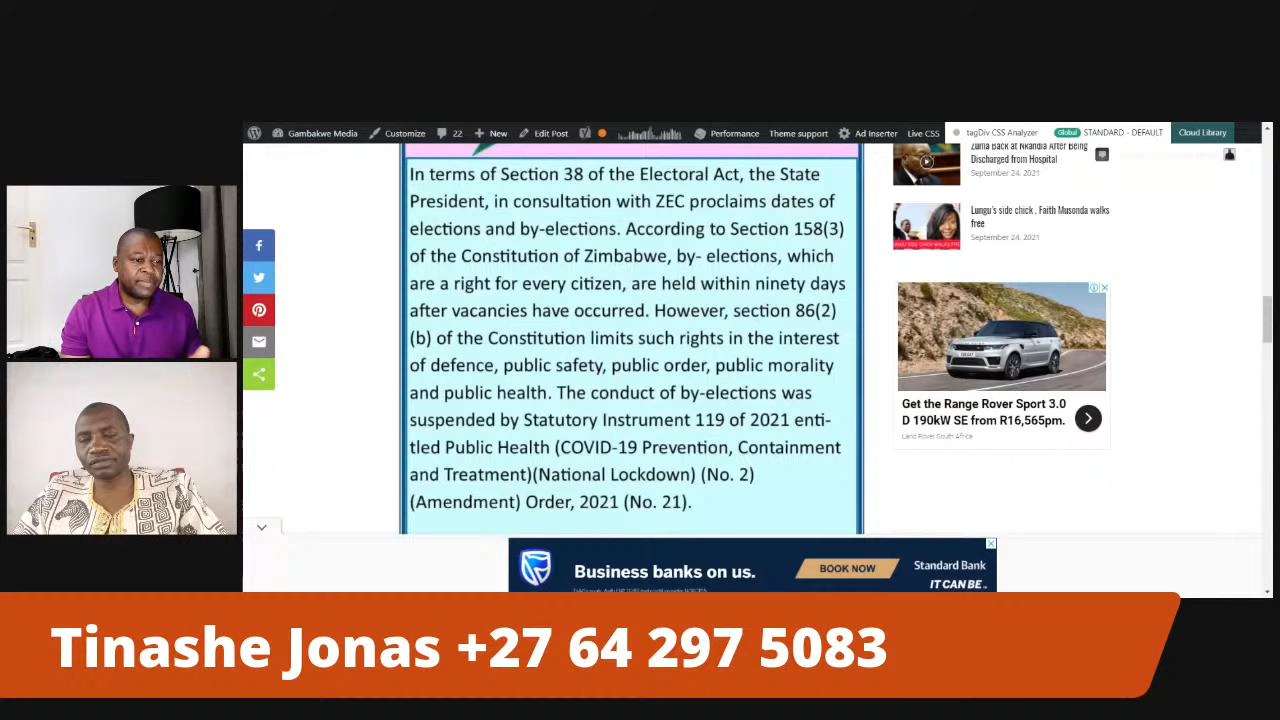 Gambakwe Media
Customize
22
New
Edit Post
Performance
Theme support
Ad Inserter
Live CSS
tagDiv CSS Analyzer
Global
STANDARD - DEFAULT
Cloud Library
In terms of Section 38 of the Electoral Act, the State
President, in consultation with ZEC proclaims dates of
elections and by-elections. According to Section 158(3)
of the Constitution of Zimbabwe, by- elections, which
are a right for every citizen, are held within ninety days
after vacancies have occurred. However, section 86(2)
(b) of the Constitution limits such rights in the interest
of defence, public safety, public order, public morality
and public health. The conduct of by-elections was
suspended by Statutory Instrument 119 of 2021 enti-
tled Public Health (COVID-19 Prevention, Containment
and Treatment)(National Lockdown) (No. 2)
(Amendment) Order, 2021 (No. 21).
Zuma Back at Nkandla After Being
Discharged from Hospital
September 24, 2021
Lungu's side chick , Faith Musonda walks
free
September 24, 2021
Get the Range Rover Sport 3.0
D 190kW SE from R16,565pm.
Land Rover South Africa
Business banks on us.
BOOK NOW
Standard Bank
IT CAN BE
Tinashe Jonas +27 64 297 5083